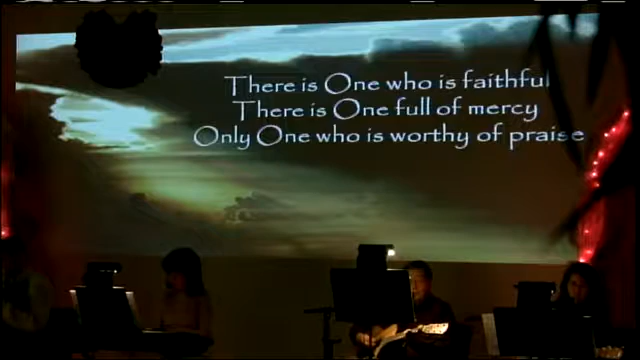 There is One who is faithful
There is One full of mercy
Only One who is worthy of praise